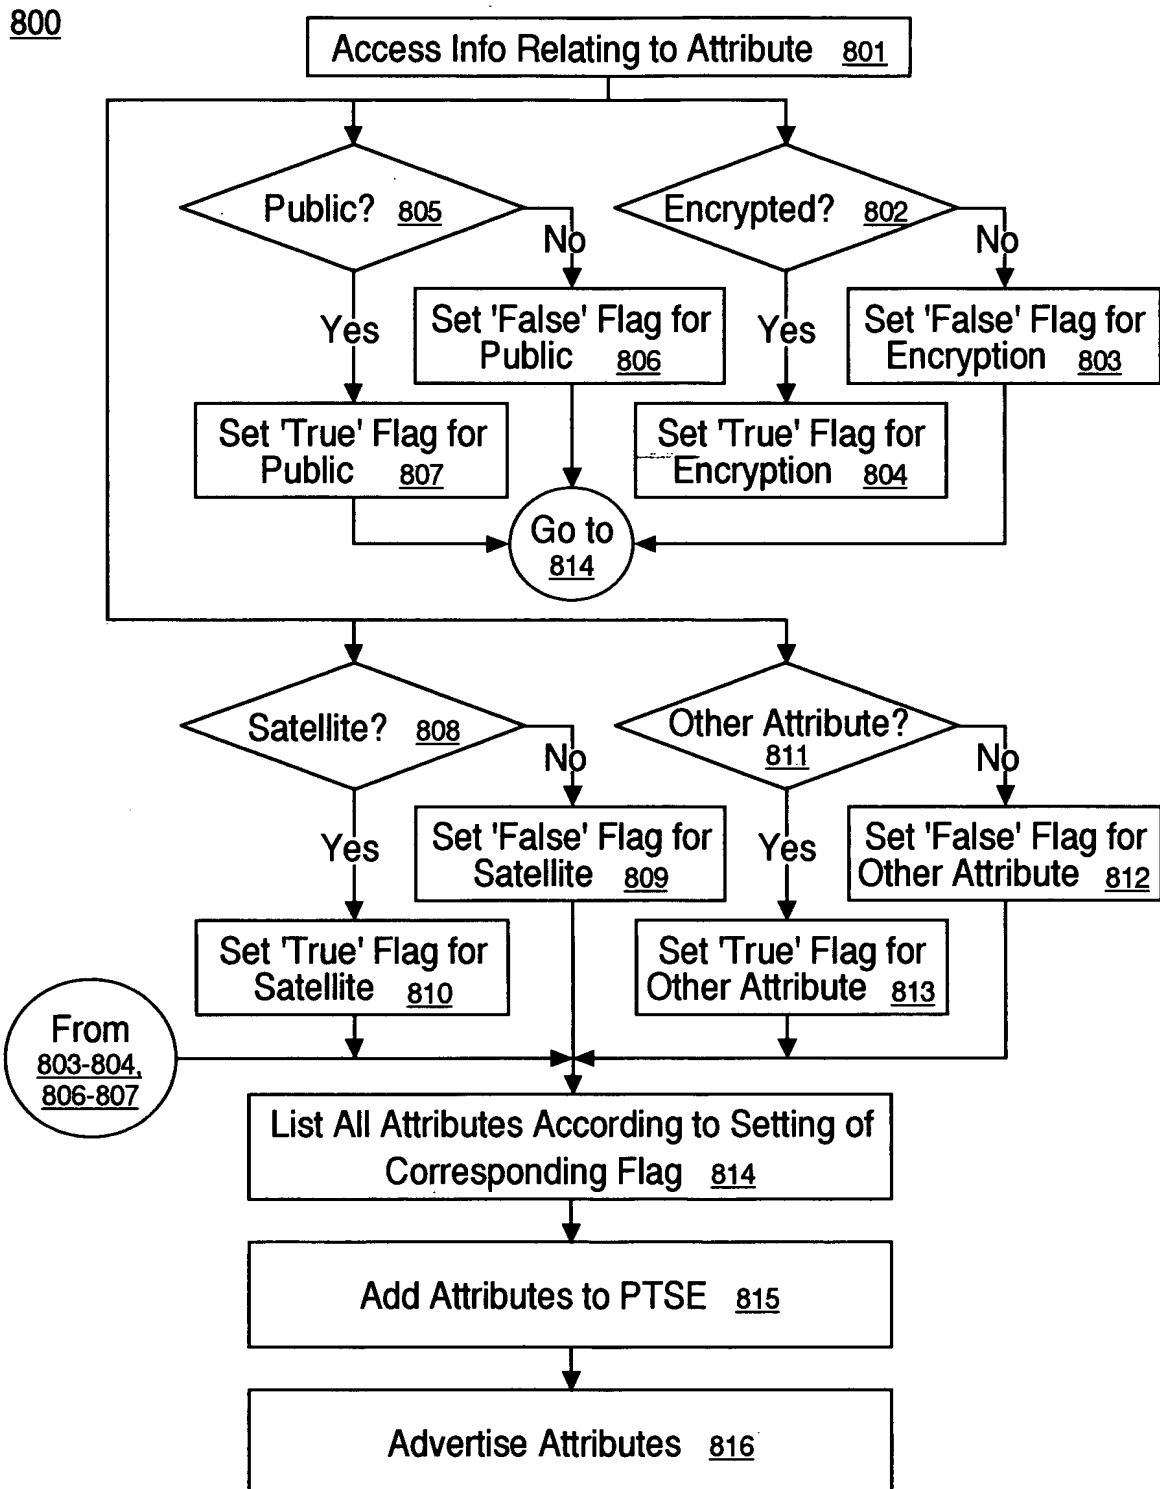 800
Access Info Relating to Attribute 801
Public? 805
Encrypted? 802
No
No
Set 'False' Flag for
Public 806
Set 'False' Flag for
Encryption 803
Yes
Yes
Set 'True' Flag for
Public 807
Set 'True' Flag for
Encryption 804
Go to
814
Satellite? 808
Other Attribute?
811
No
No
Set 'False' Flag for
Satellite 809
Set 'False' Flag for
Other Attribute 812
Yes
Yes
Set 'True' Flag for
Satellite 810
Set 'True' Flag for
Other Attribute 813
From
803-804,
806-807
List All Attributes According to Setting of
Corresponding Flag 814
Add Attributes to PTSE 815
Advertise Attributes 816